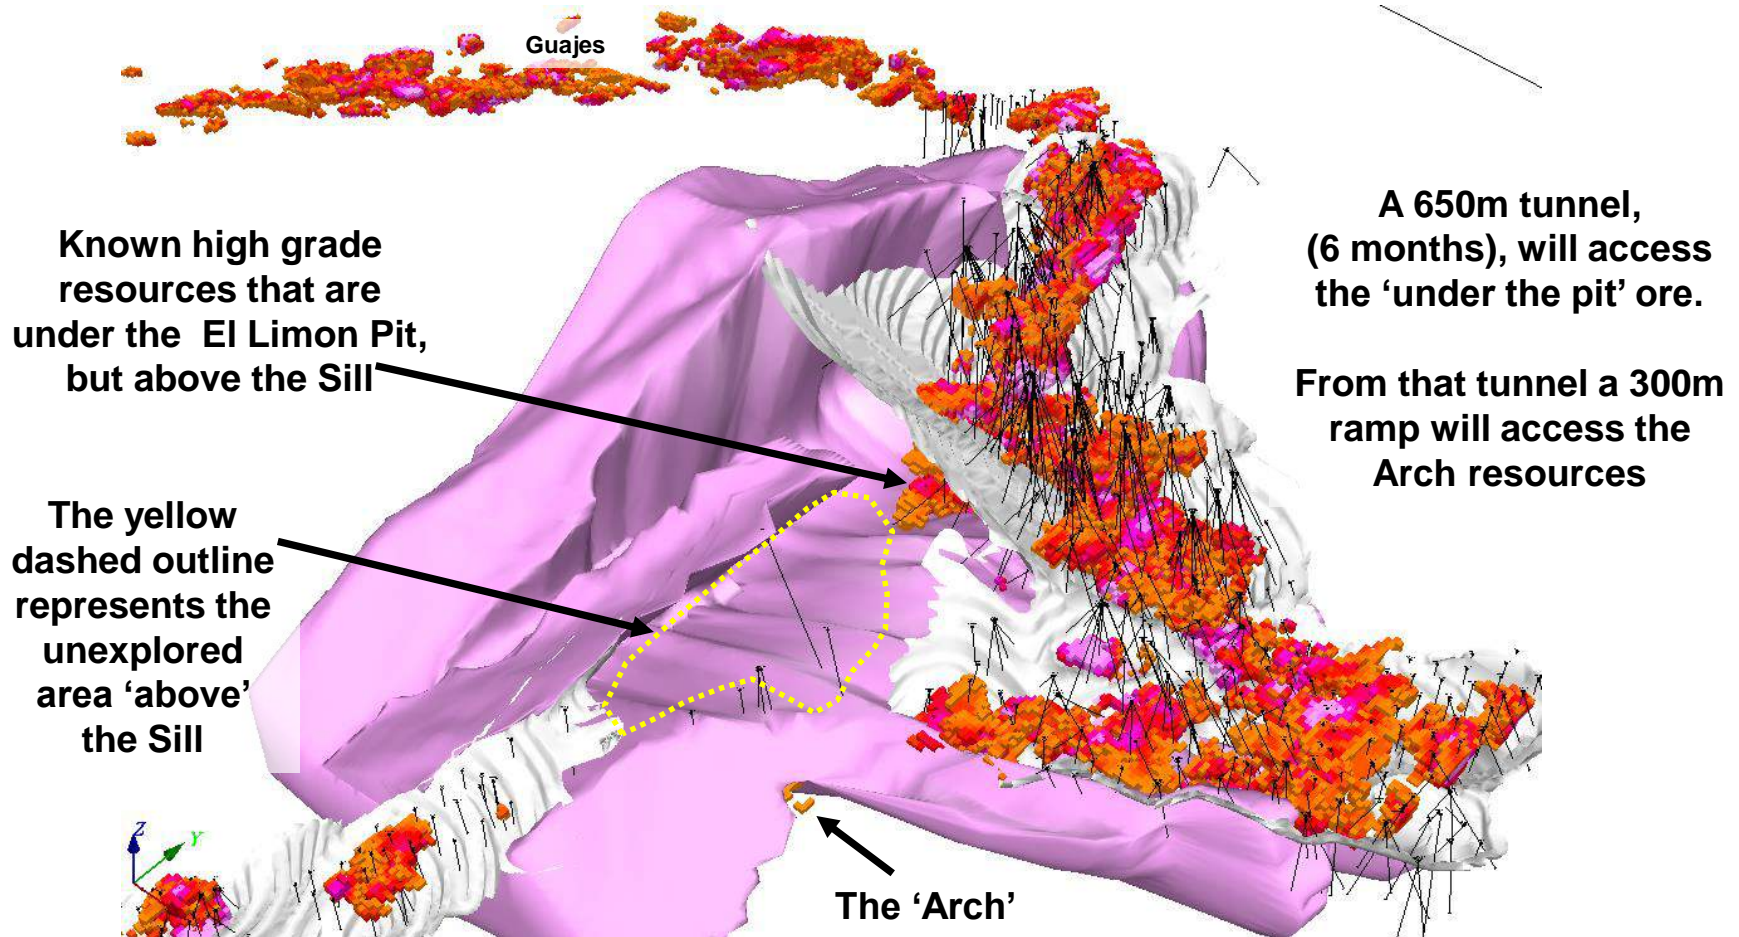 Guajes
Known high grade
resources that are
under the El Limon Pit,
but above the Sill
The yellow
dashed outline
represents the
unexplored
area ‘above’
the Sill
A 650m tunnel,
(6 months), will access
the ‘under the pit’ ore.
From that tunnel a 300m
ramp will access the
Arch resources
The ‘Arch’
Z
Y